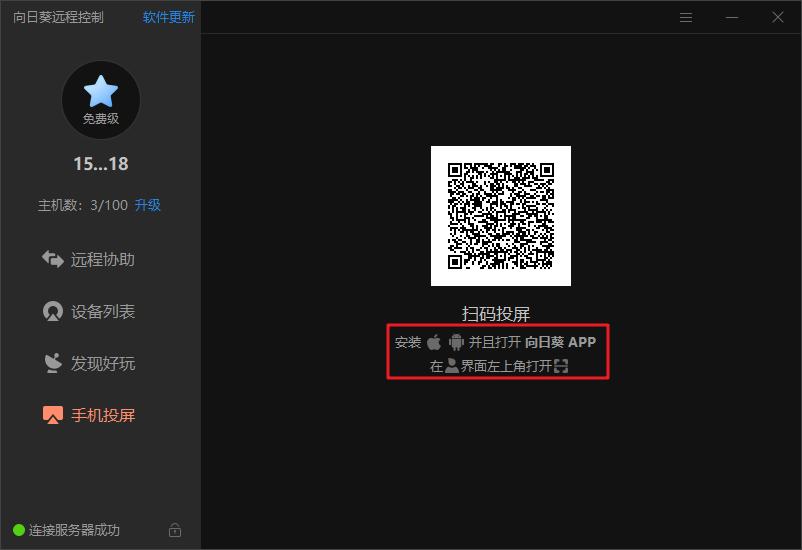 向日葵远程控制
软件更新
免费级
15...18
主机数：3/100 升级
远程协助
设备列表
发现好玩
手机投屏
连接服务器成功
扫码投屏
安装 并且打开 向日葵 APP
在 界面左上角打开